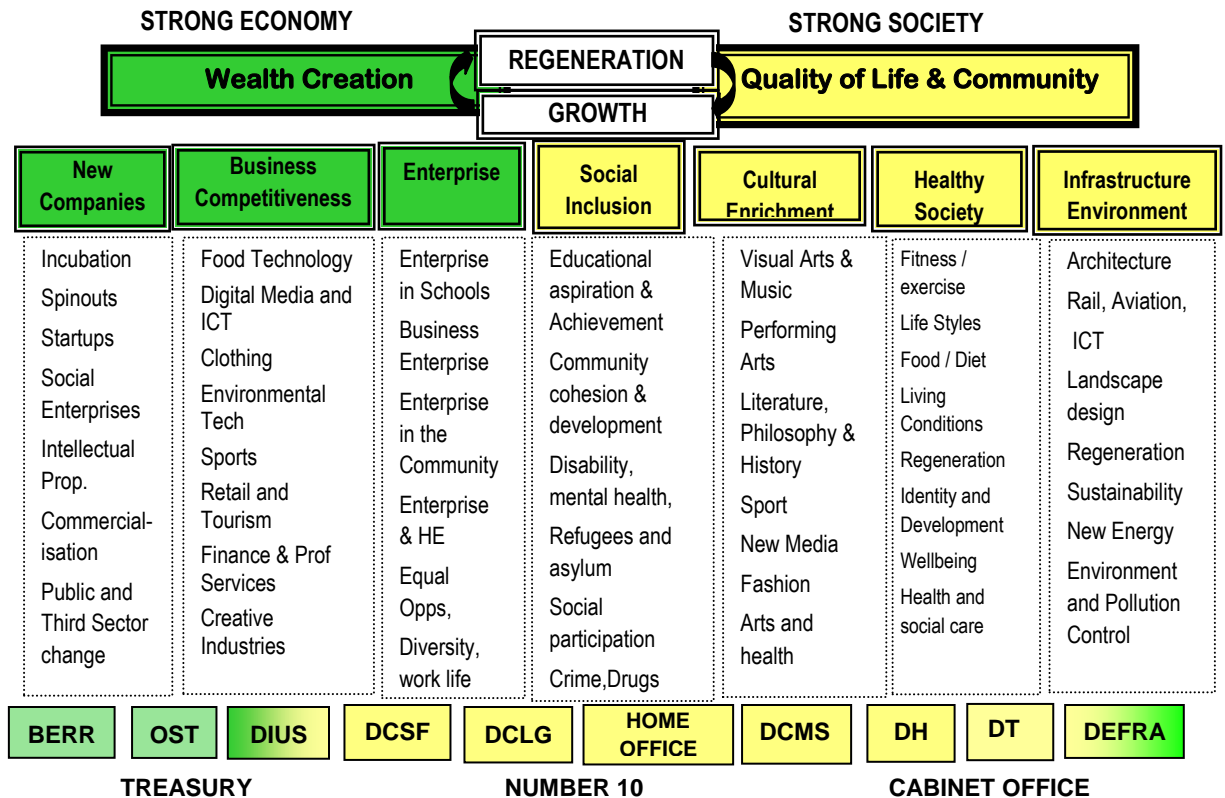 STRONG ECONOMY
STRONG SOCIETY
Wealth Creation
REGENERATION
GROWTH
Quality of Life & Community
New
Companies
Business
Competitiveness
Enterprise
Social
Inclusion
Cultural
Enrichment
Healthy
Society
Infrastructure
Environment
Incubation
Spinouts
Startups
Social
Enterprises
Intellectual
Prop.
Commercial-
isation
Public and
Third Sector
change
Food Technology
Digital Media and
ICT
Clothing
Environmental
Tech
Sports
Retail and
Tourism
Finance & Prof
Services
Creative
Industries
Enterprise
in Schools
Business
Enterprise
Enterprise
in the
Community
Enterprise
& HE
Equal
Opps,
Diversity,
work life
Educational
aspiration &
Achievement
Community
cohesion &
development
Disability,
mental health,
Refugees and
asylum
Social
participation
Crime,Drugs
Visual Arts &
Music
Performing
Arts
Literature,
Philosophy &
History
Sport
New Media
Fashion
Arts and
health
Fitness /
exercise
Life Styles
Food / Diet
Living
Conditions
Regeneration
Identity and
Development
Wellbeing
Health and
social care
Architecture
Rail, Aviation,
ICT
Landscape
design
Regeneration
Sustainability
New Energy
Environment
and Pollution
Control
BERR
OST
DIUS
DCSF
DCLG
HOME
OFFICE
DCMS
DH
DT
DEFRA
TREASURY
NUMBER 10
CABINET OFFICE